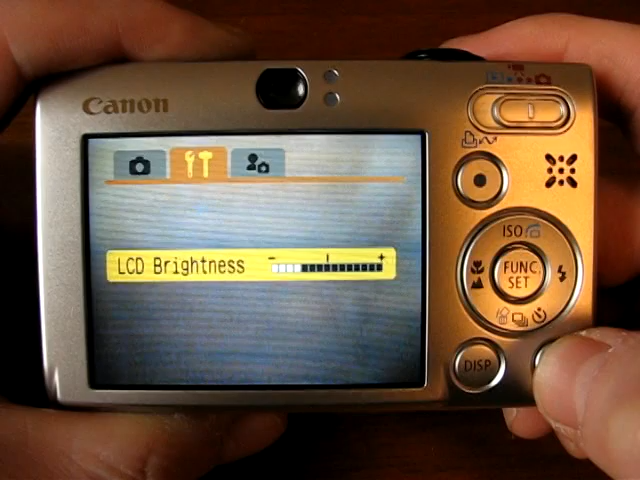 Canon
LCD Brightness - +
ISO
FUNC.
SET
DISP.